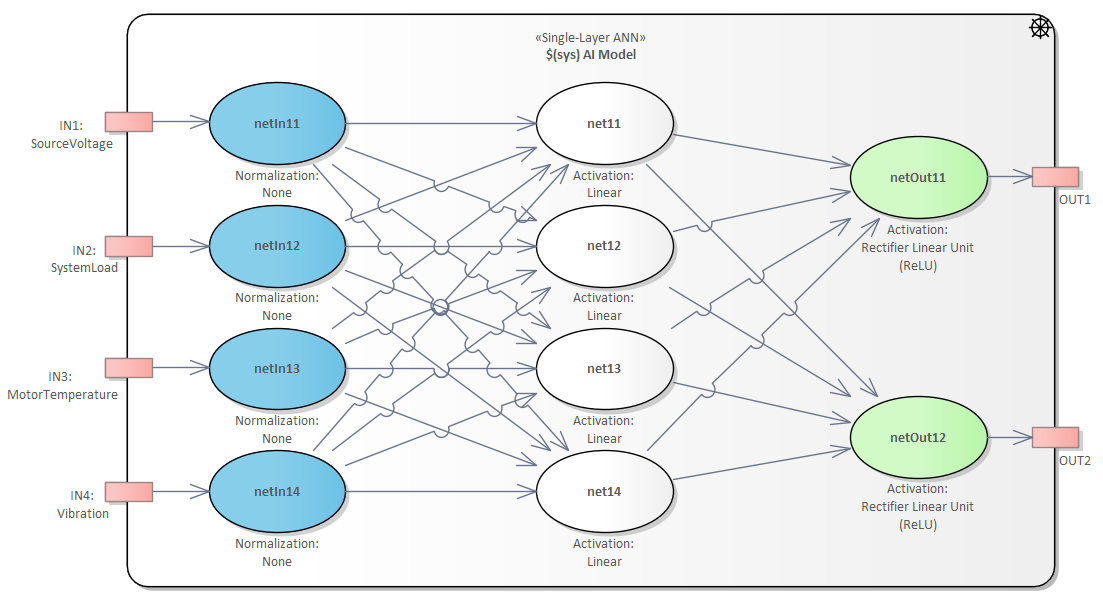 «Single-Layer ANN»
$(sys) AI Model
IN1:
SourceVoltage
netIn11
Normalization:
None
net11
Activation:
Linear
netOut11
Activation:
Rectifier Linear Unit
(ReLU)
OUT1
IN2:
SystemLoad
netIn12
Normalization:
None
net12
Activation:
Linear
IN3:
MotorTemperature
netIn13
Normalization:
None
net13
Activation:
Linear
netOut12
Activation:
Rectifier Linear Unit
(ReLU)
OUT2
IN4:
Vibration
netIn14
Normalization:
None
net14
Activation:
Linear